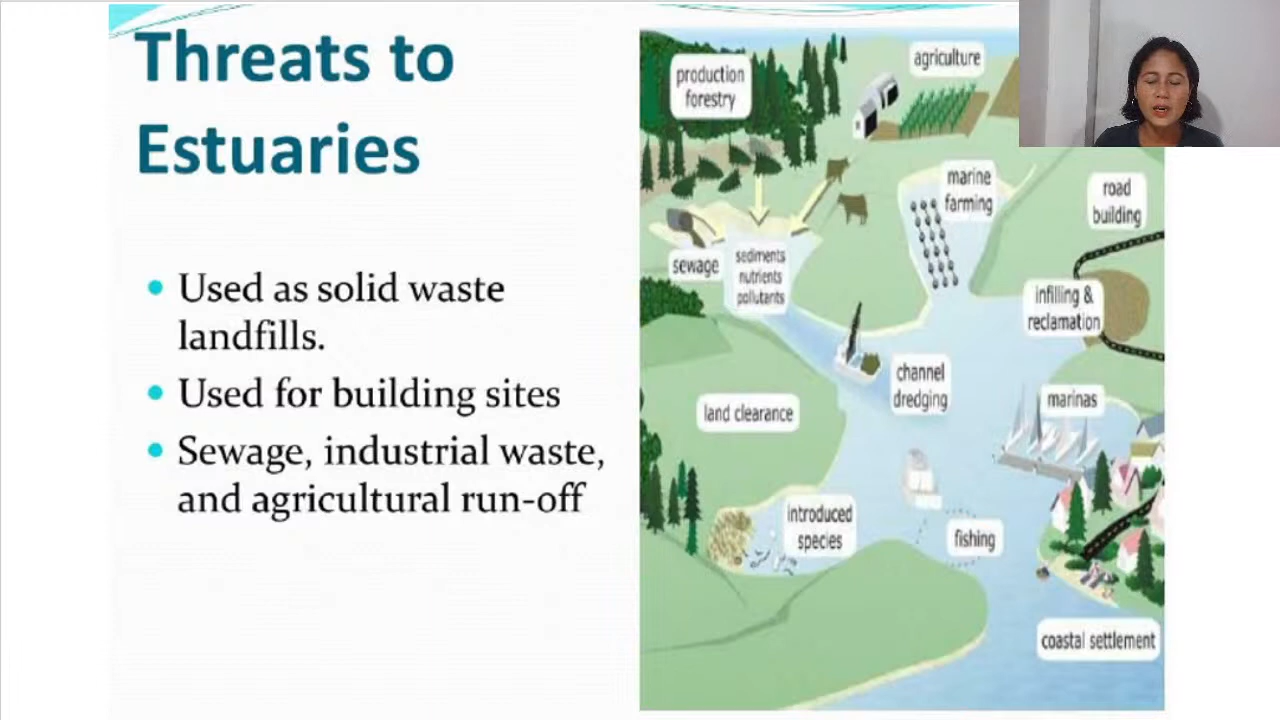 Threats to
Estuaries
Used as solid waste
landfills.
Used for building sites
Sewage, industrial waste,
and agricultural run-off
production
forestry
agriculture
marine
farming
road
building
sewage
sediments
nutrients
pollutants
infilling &
reclamation
channel
dredging
land clearance
marinas
introduced
species
fishing
coastal settlement